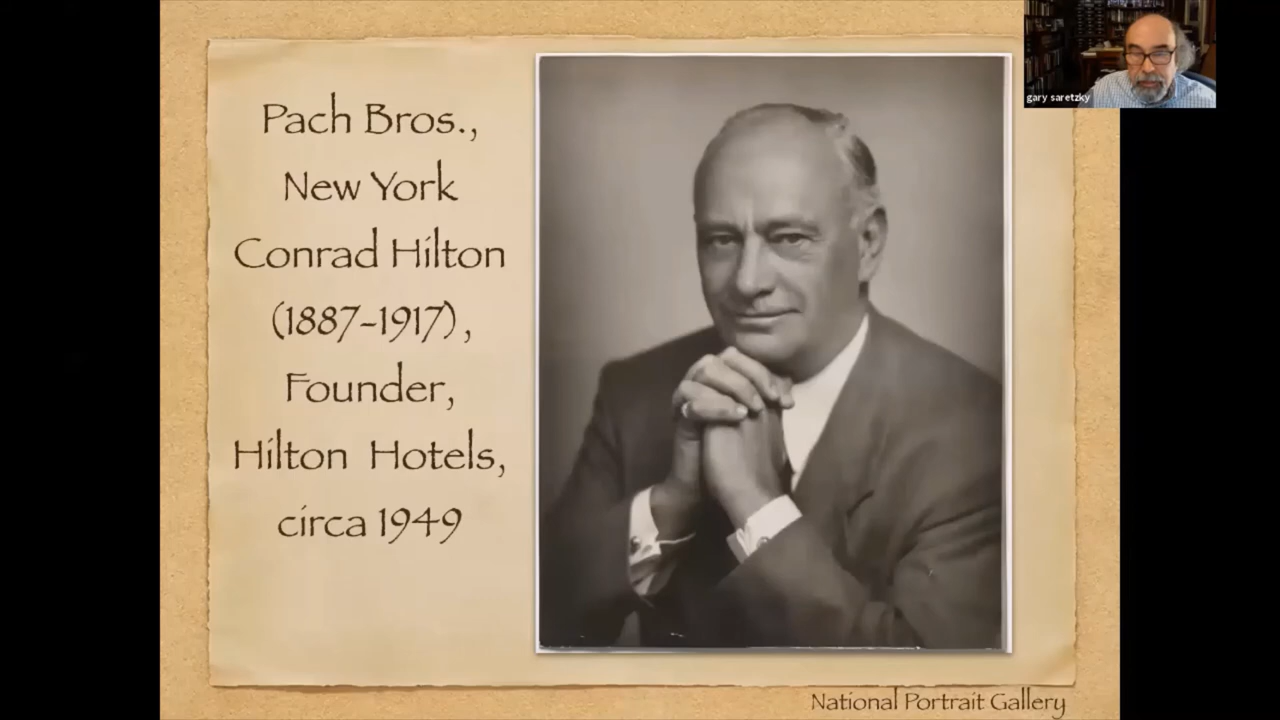 Pach Bros.,
New York
Conrad Hilton
(1887-1917),
Founder,
Hilton Hotels,
circa 1949
National Portrait Gallery
gary saretzky